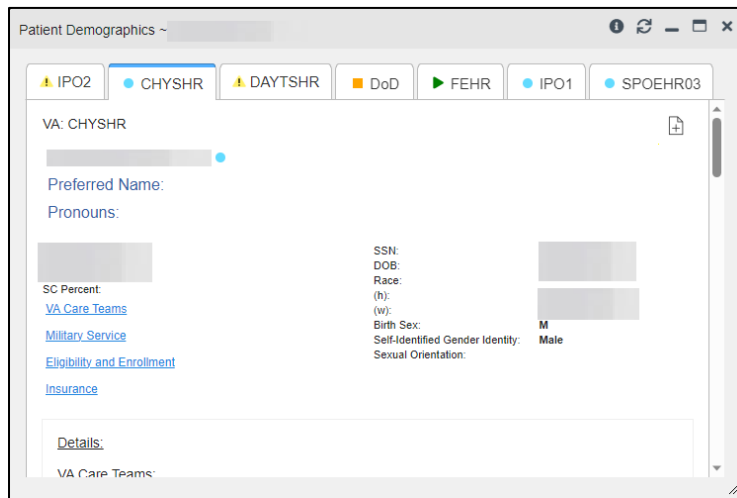 Patient Demographics ~
IPO2 CHYSHR DAYTSHR DoD FEHR IPO1 SPOEHR03
VA: CHYSHR
Preferred Name:
Pronouns:
SC Percent:
VA Care Teams
Military Service
Eligibility and Enrollment
Insurance
SSN:
DOB:
Race:
(h):
(w):
Birth Sex: M
Self-Identified Gender Identity: Male
Sexual Orientation:
Details:
VA Care Teams: